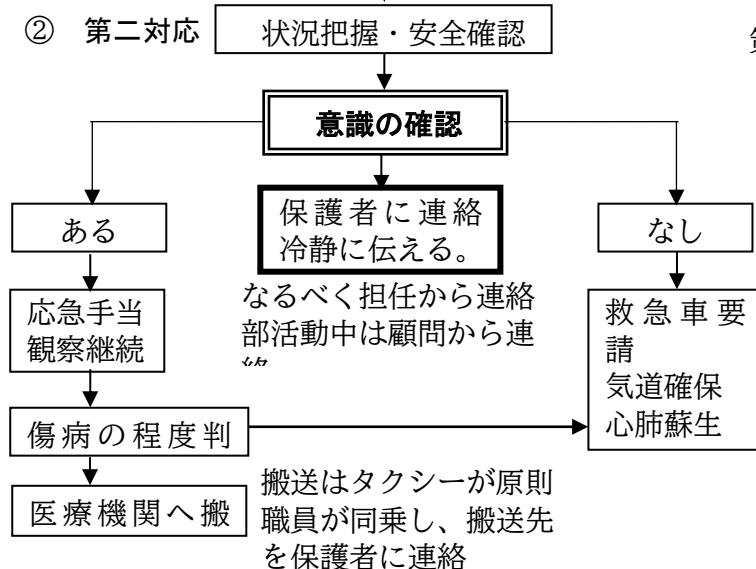 ② 第二対応
状況把握・安全確認
意識の確認
ある
保護者に連絡
冷静に伝える。
なし
応急手当
観察継続
なるべく担任から連絡
部活動中は顧問から連
救急車要
請
気道確保
心肺蘇生
傷病の程度判
医療機関へ搬
搬送はタクシーが原則
職員が同乗し、搬送先
を保護者に連絡